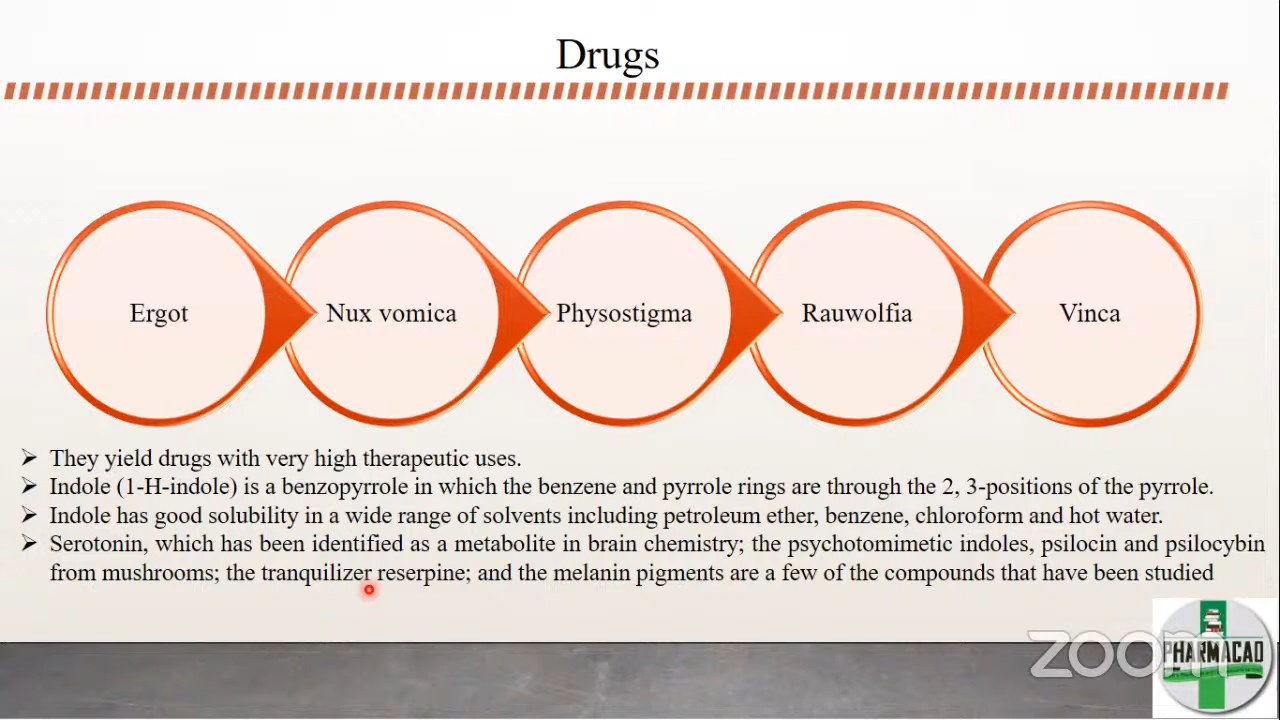 Drugs
Ergot
Nux vomica
Physostigma
Rauwolfia
Vinca
They yield drugs with very high therapeutic uses.
Indole (1-H-indole) is a benzopyrrole in which the benzene and pyrrole rings are through the 2, 3-positions of the pyrrole.
Indole has good solubility in a wide range of solvents including petroleum ether, benzene, chloroform and hot water.
Serotonin, which has been identified as a metabolite in brain chemistry; the psychotomimetic indoles, psilocin and psilocybin
from mushrooms; the tranquilizer reserpine; and the melanin pigments are a few of the compounds that have been studied
zoom
PHARMACAD